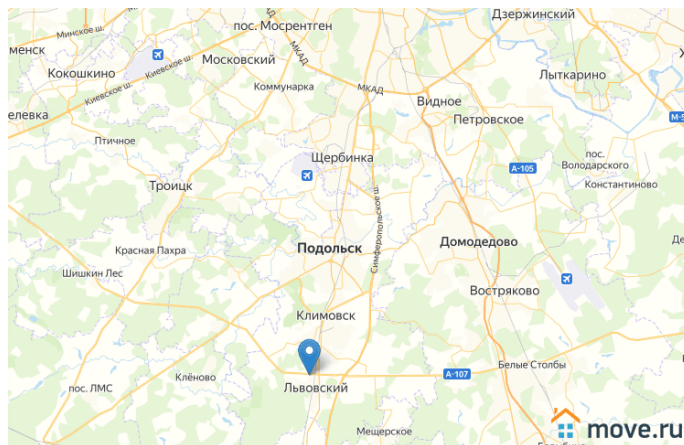 пос. Мосрентген
Дзержинский
Минское ш.
МКАД
менск
Кокошкино
Киевское ш.
Московский
МКАД
Лыткарино
Коммунарка
МКАД
Видное
Киевское ш.
елевка
Петровское
М-5
Птичное
Щербинка
пос.
Володарского
А-105
Троицк
Константиново
Симферопольское ш.
Красная Пахра
Подольск
Домодедово
Шишкин Лес
Востряково
Климовск
Белые Столбы
Клёново
А-107
пос. ЛМС
Львовский
Мещерское
move.ru